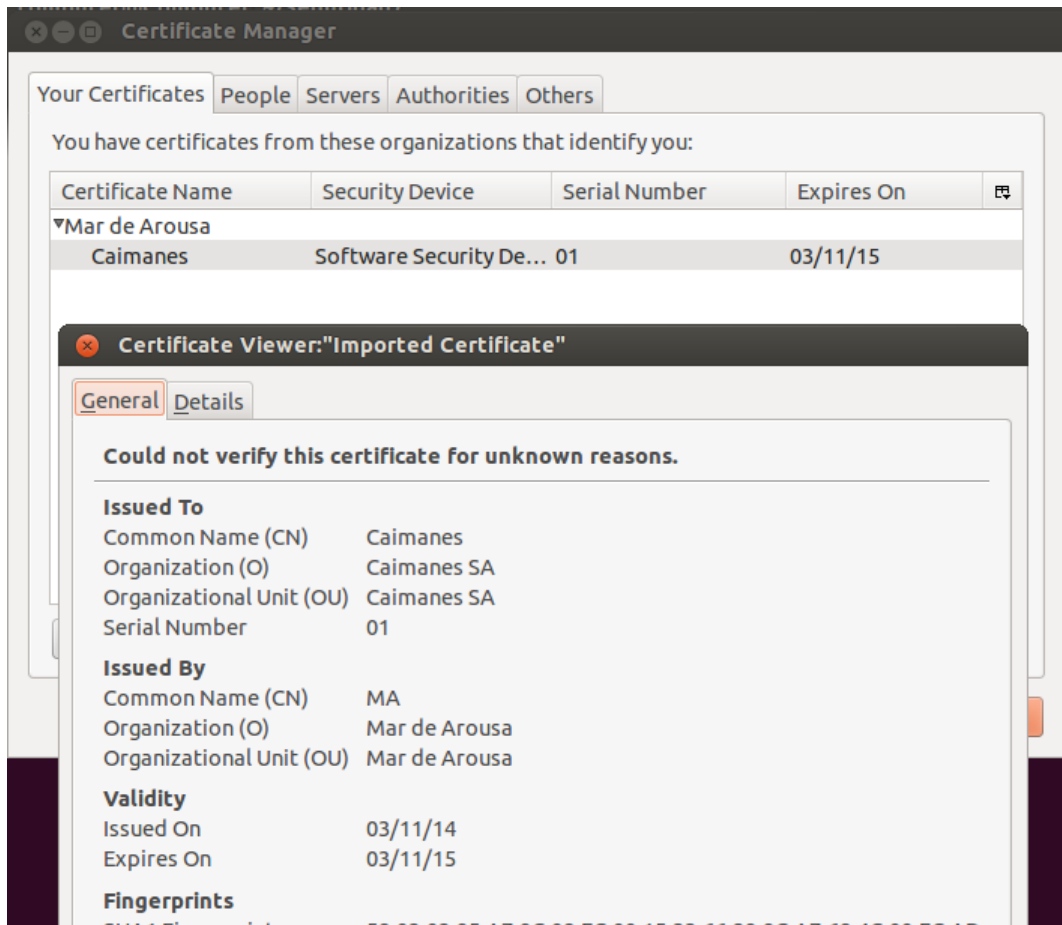 Certificate Manager
Your Certificates People Servers Authorities Others
You have certificates from these organizations that identify you:
Certificate Name Security Device Serial Number Expires On
Mar de Arousa
Caimanes Software Security De... 01 03/11/15
Certificate Viewer:"Imported Certificate"
General Details
Could not verify this certificate for unknown reasons.
Issued To
Common Name (CN) Caimanes
Organization (O) Caimanes SA
Organizational Unit (OU) Caimanes SA
Serial Number 01
Issued By
Common Name (CN) MA
Organization (O) Mar de Arousa
Organizational Unit (OU) Mar de Arousa
Validity
Issued On 03/11/14
Expires On 03/11/15
Fingerprints